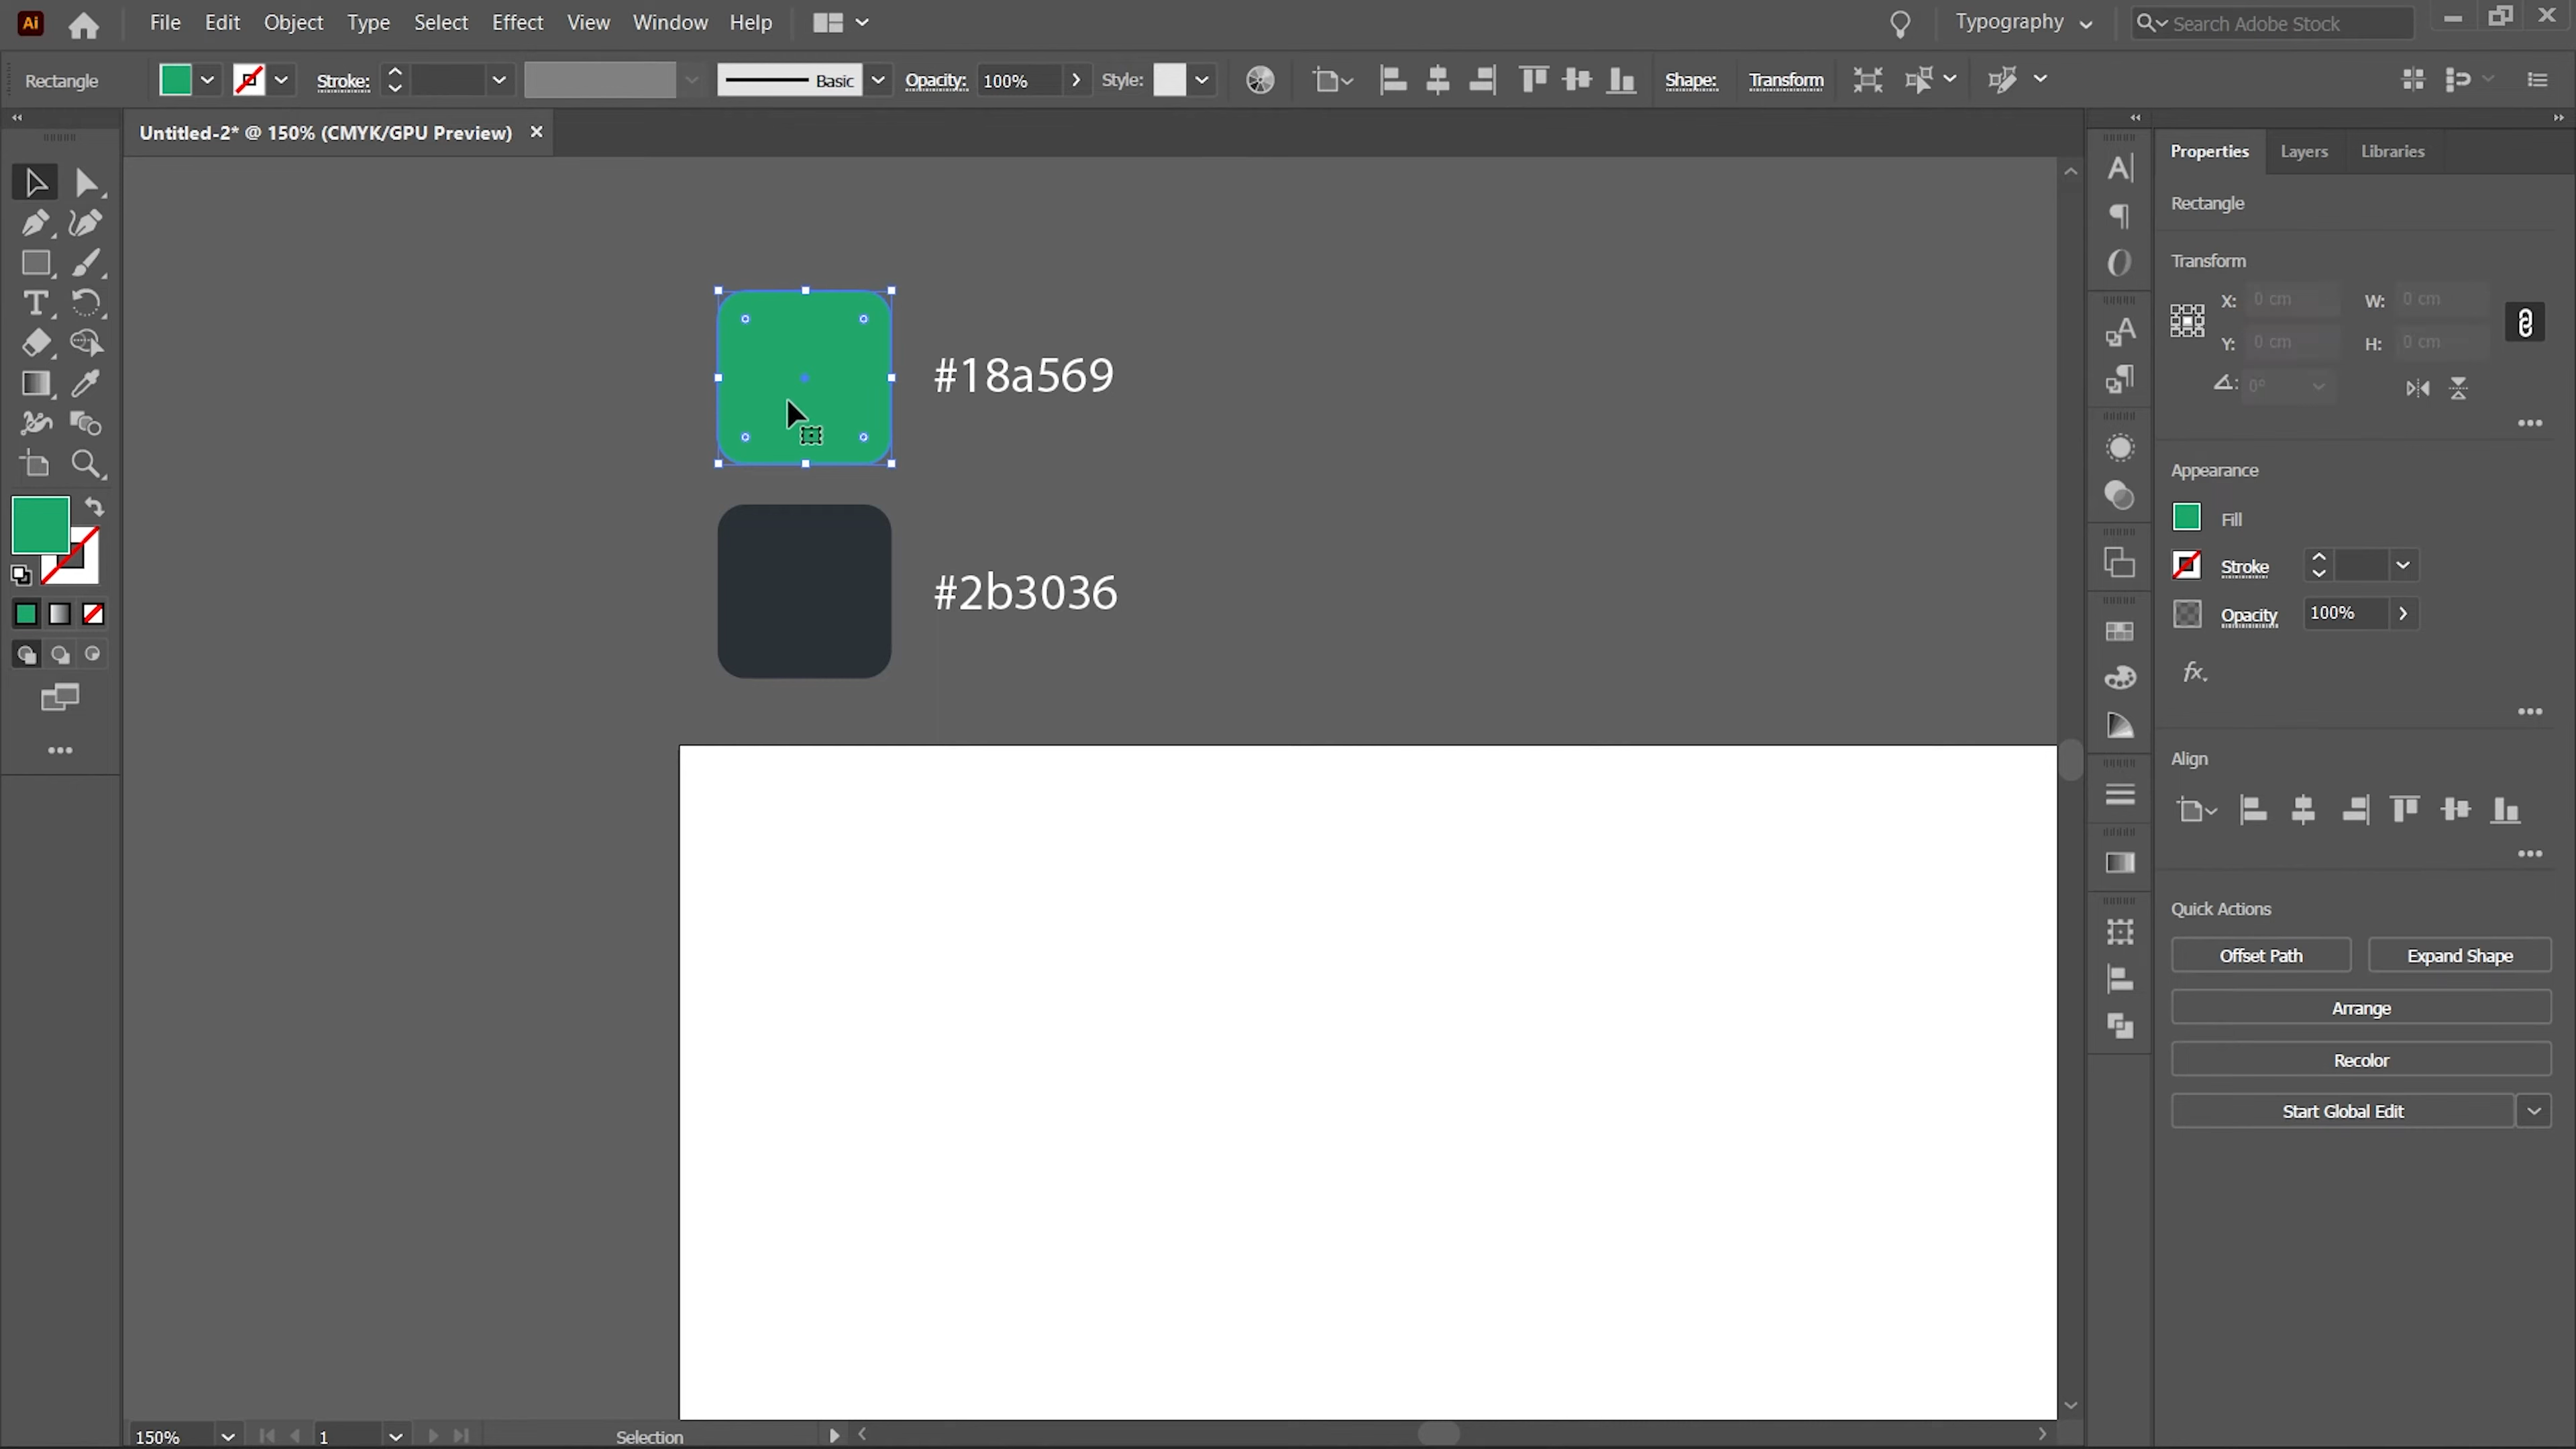 Ai File Edit Object Type Select Effect View Window Help Typography Search Adobe Stock
Rectangle Stroke: Basic Opacity: 100% Style: Shape: Transform
Untitled-2* @ 150% (CMYK/GPU Preview)
Properties Layers Libraries
Rectangle
Transform
X: 0 cm W: 0 cm
Y: 0 cm H: 0 cm
0°
#18a569
Appearance
Fill
Stroke
Opacity 100%
fx
#2b3036
Align
Quick Actions
Offset Path Expand Shape
Arrange
Recolor
Start Global Edit
150% 1 Selection